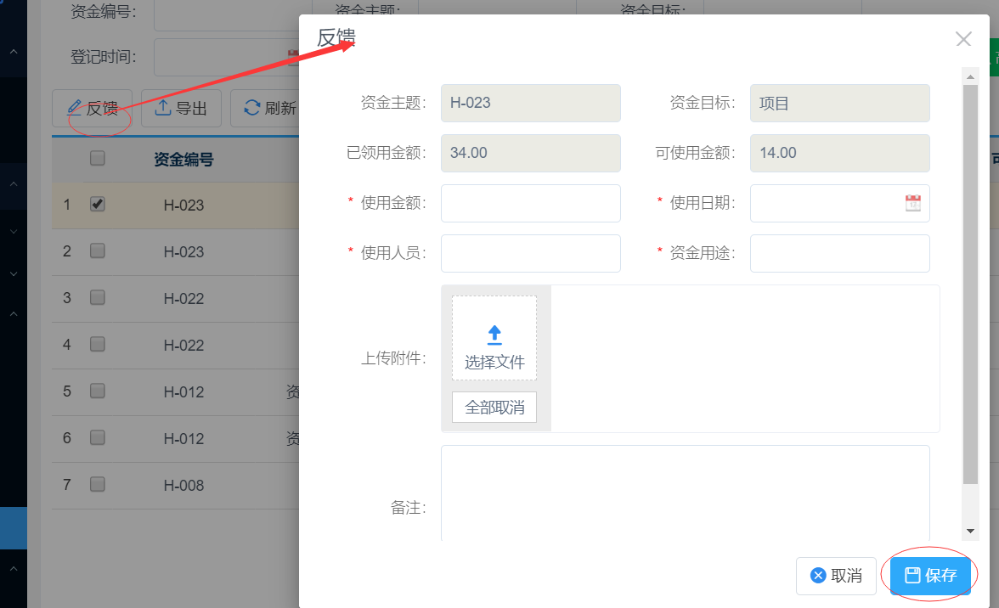 资金编号：
资金主题：
资金目标：
登记时间：
反馈
导出
刷新
资金编号
1 H-023
2 H-023
3 H-022
4 H-022
5 H-012 资
6 H-012 资
7 H-008
反馈
资金主题： H-023 资金目标： 项目
已领用金额： 34.00 可使用金额： 14.00
* 使用金额： * 使用日期：
* 使用人员： * 资金用途：
上传附件：
选择文件
全部取消
备注：
取消
保存